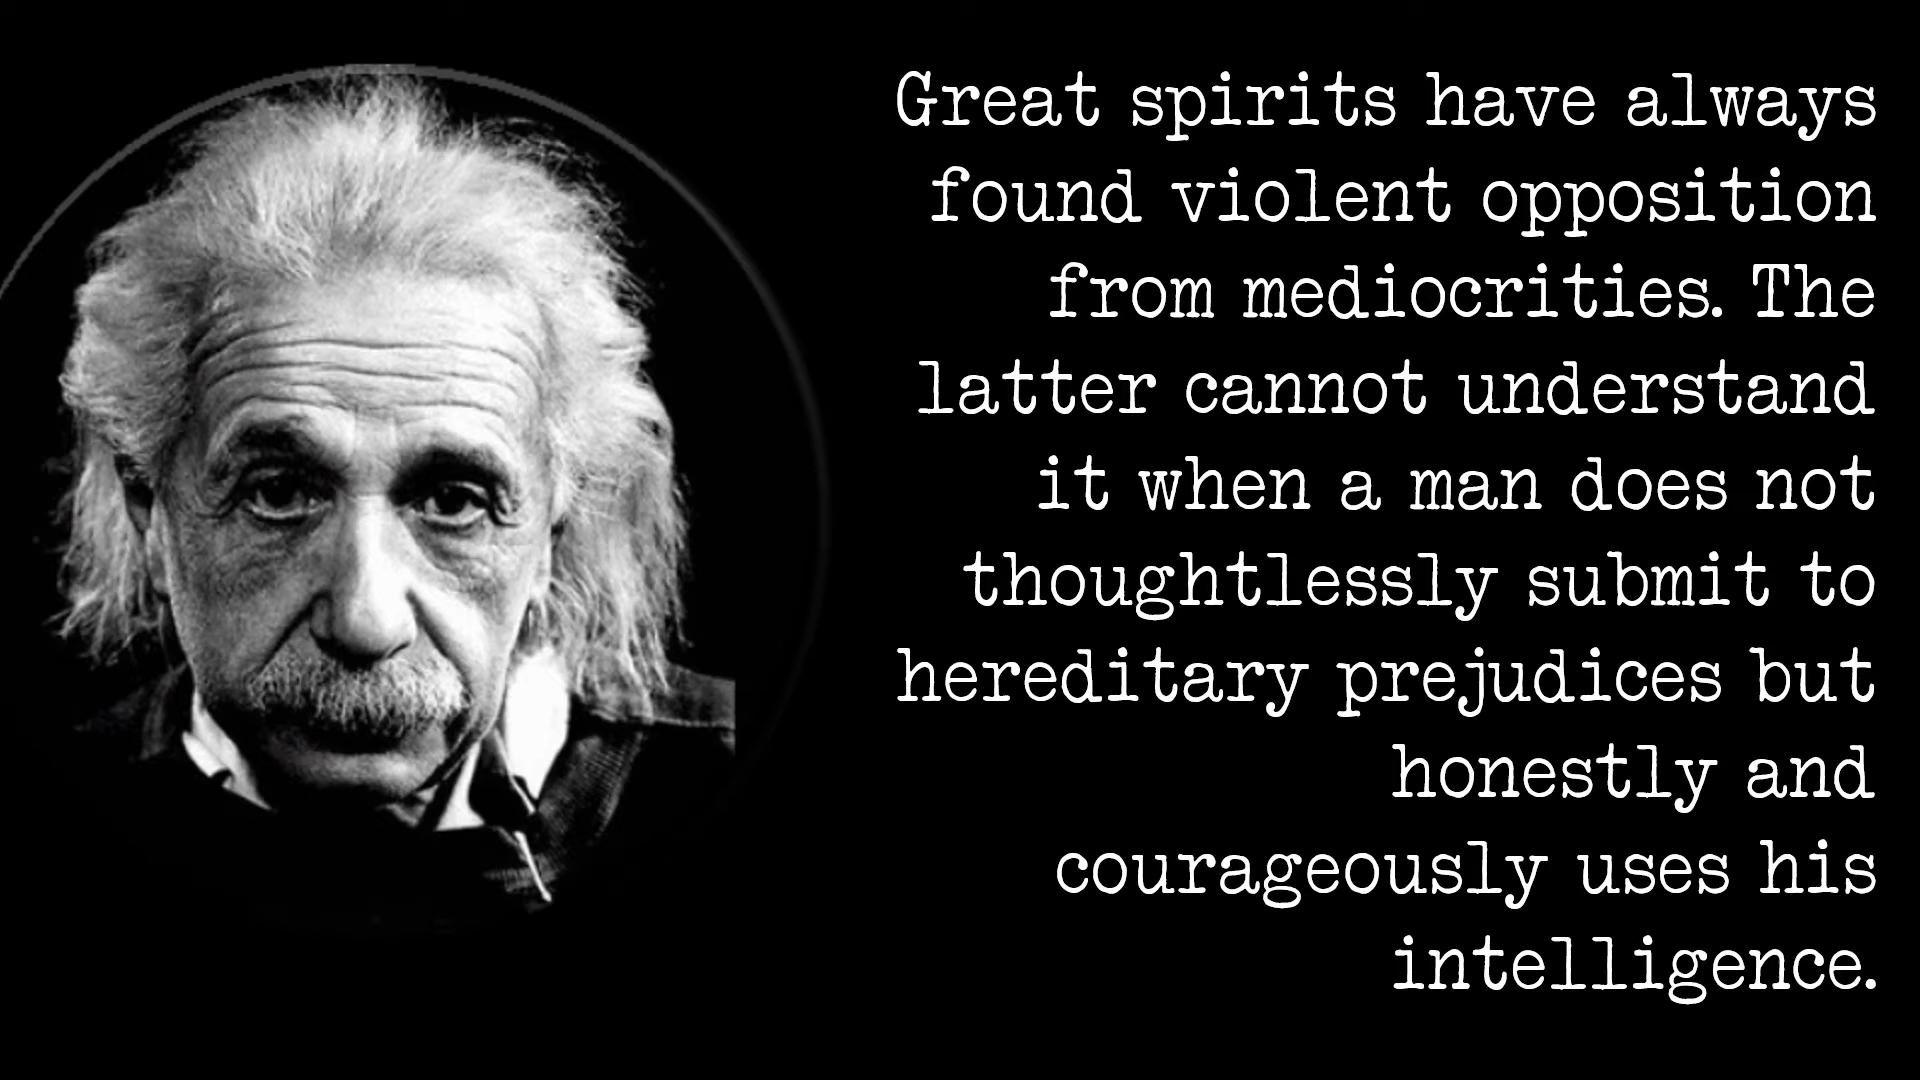 Great spirits have always
found violent opposition
from mediocrities. The
latter cannot understand
it when a man does not
thoughtlessly submit to
hereditary prejudices but
honestly and
courageously uses his
intelligence.